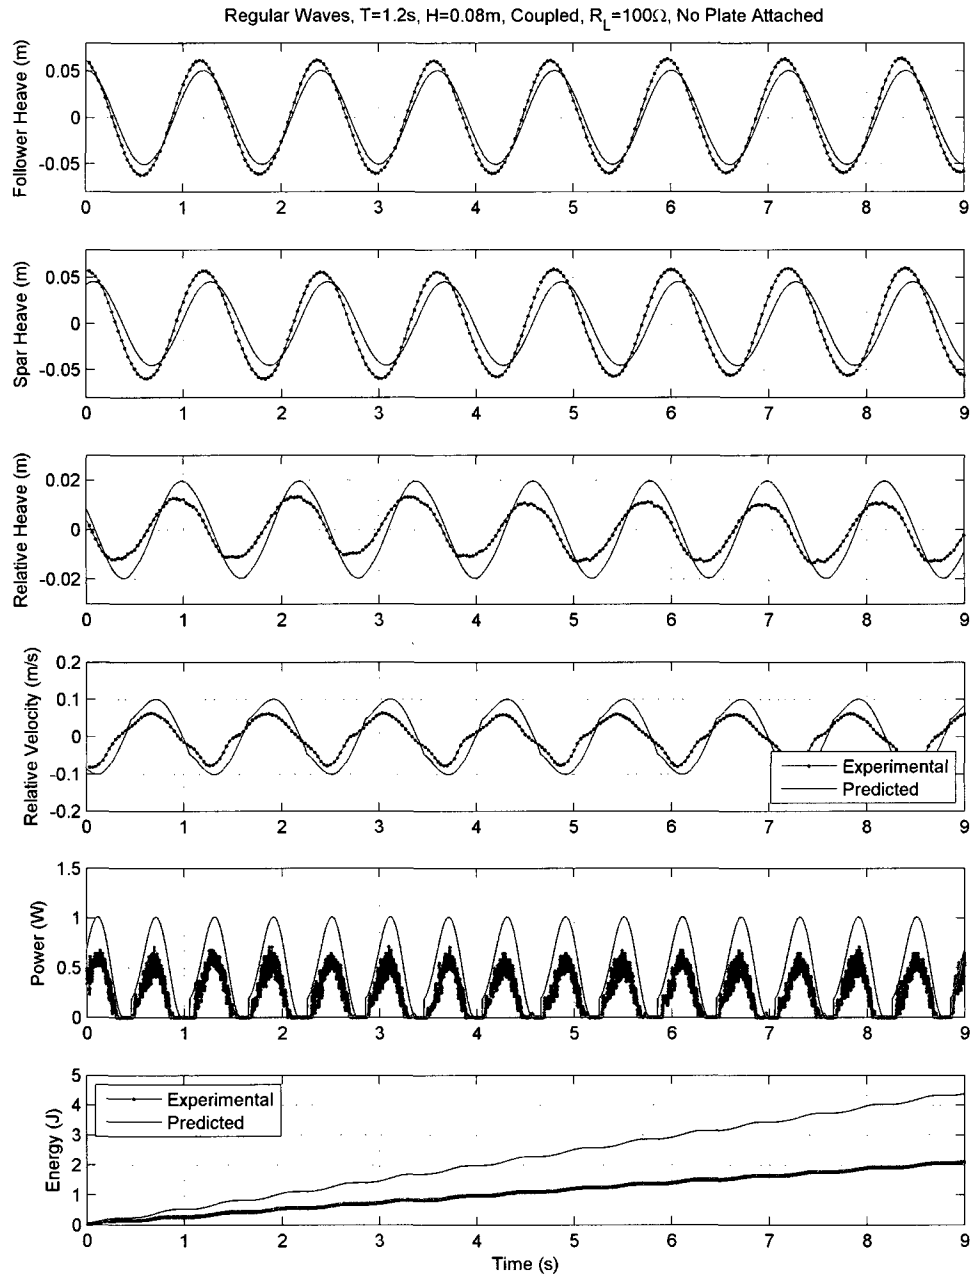 Regular Waves, T=1.2s, H=0.08m, Coupled, R_L=100Ω, No Plate Attached
Follower Heave (m)
0.05
0
-0.05
0 1 2 3 4 5 6 7 8 9
Spar Heave (m)
0.05
0
-0.05
0 1 2 3 4 5 6 7 8 9
Relative Heave (m)
0.02
0
-0.02
0 1 2 3 4 5 6 7 8 9
Relative Velocity (m/s)
0.2
0.1
0
-0.1
-0.2
Experimental
Predicted
0 1 2 3 4 5 6 7 8 9
Power (W)
1.5
1
0.5
0
0 1 2 3 4 5 6 7 8 9
Energy (J)
5
4
3
2
1
0
Experimental
Predicted
0 1 2 3 4 5 6 7 8 9
Time (s)